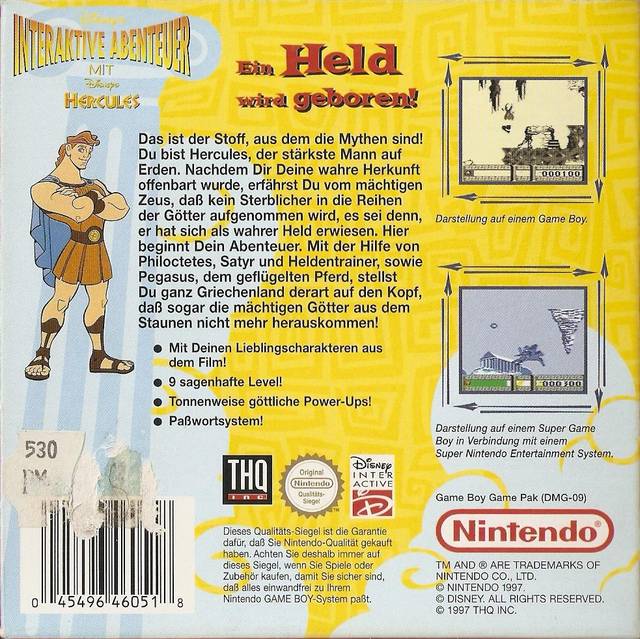 Disney's
INTERAKTIVE ABENTEUER
MIT
Disneys
HERCULES
Ein Held
wird geboren!
Das ist der Stoff, aus dem die Mythen sind!
Du bist Hercules, der stärkste Mann auf
Erden. Nachdem Dir Deine wahre Herkunft
offenbart wurde, erfährst Du vom mächtigen
Zeus, daß kein Sterblicher in die Reihen
der Götter aufgenommen wird, es sei denn,
er hat sich als wahrer Held erwiesen. Hier
beginnt Dein Abenteuer. Mit der Hilfe von
Philoctetes, Satyr und Heldentrainer, sowie
Pegasus, dem geflügelten Pferd, stellst
Du ganz Griechenland derart auf den Kopf,
daß sogar die mächtigen Götter aus dem
Staunen nicht mehr herauskommen!
• Mit Deinen Lieblingscharakteren aus
dem Film!
• 9 sagenhafte Level!
• Tonnenweise göttliche Power-Ups!
• Paßwortsystem!
000100
Darstellung auf einem Game Boy.
000300
Darstellung auf einem Super Game
Boy in Verbindung mit einem
Super Nintendo Entertainment System.
530
THQ
INC
Original
Nintendo
Qualitäts-
Siegel
DISNEY
INTER
ACTIVE
Dieses Qualitäts-Siegel ist die Garantie
dafür, daß Sie Nintendo-Qualität gekauft
haben. Achten Sie deshalb immer auf
dieses Siegel, wenn Sie Spiele oder
Zubehör kaufen, damit Sie sicher sind,
daß alles einwandfrei zu Ihrem
Nintendo GAME BOY-System paßt.
Game Boy Game Pak (DMG-09)
Nintendo®
TM AND ® ARE TRADEMARKS OF
NINTENDO CO., LTD.
© NINTENDO 1997.
© DISNEY. ALL RIGHTS RESERVED.
© 1997 THQ INC.
0 45496 46051 8